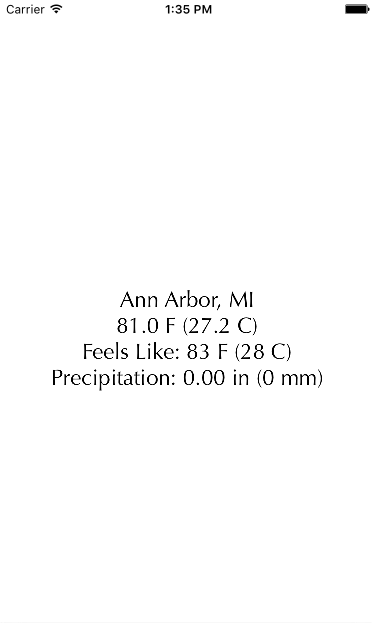 Carrier 1:35 PM
Ann Arbor, MI
81.0 F (27.2 C)
Feels Like: 83 F (28 C)
Precipitation: 0.00 in (0 mm)